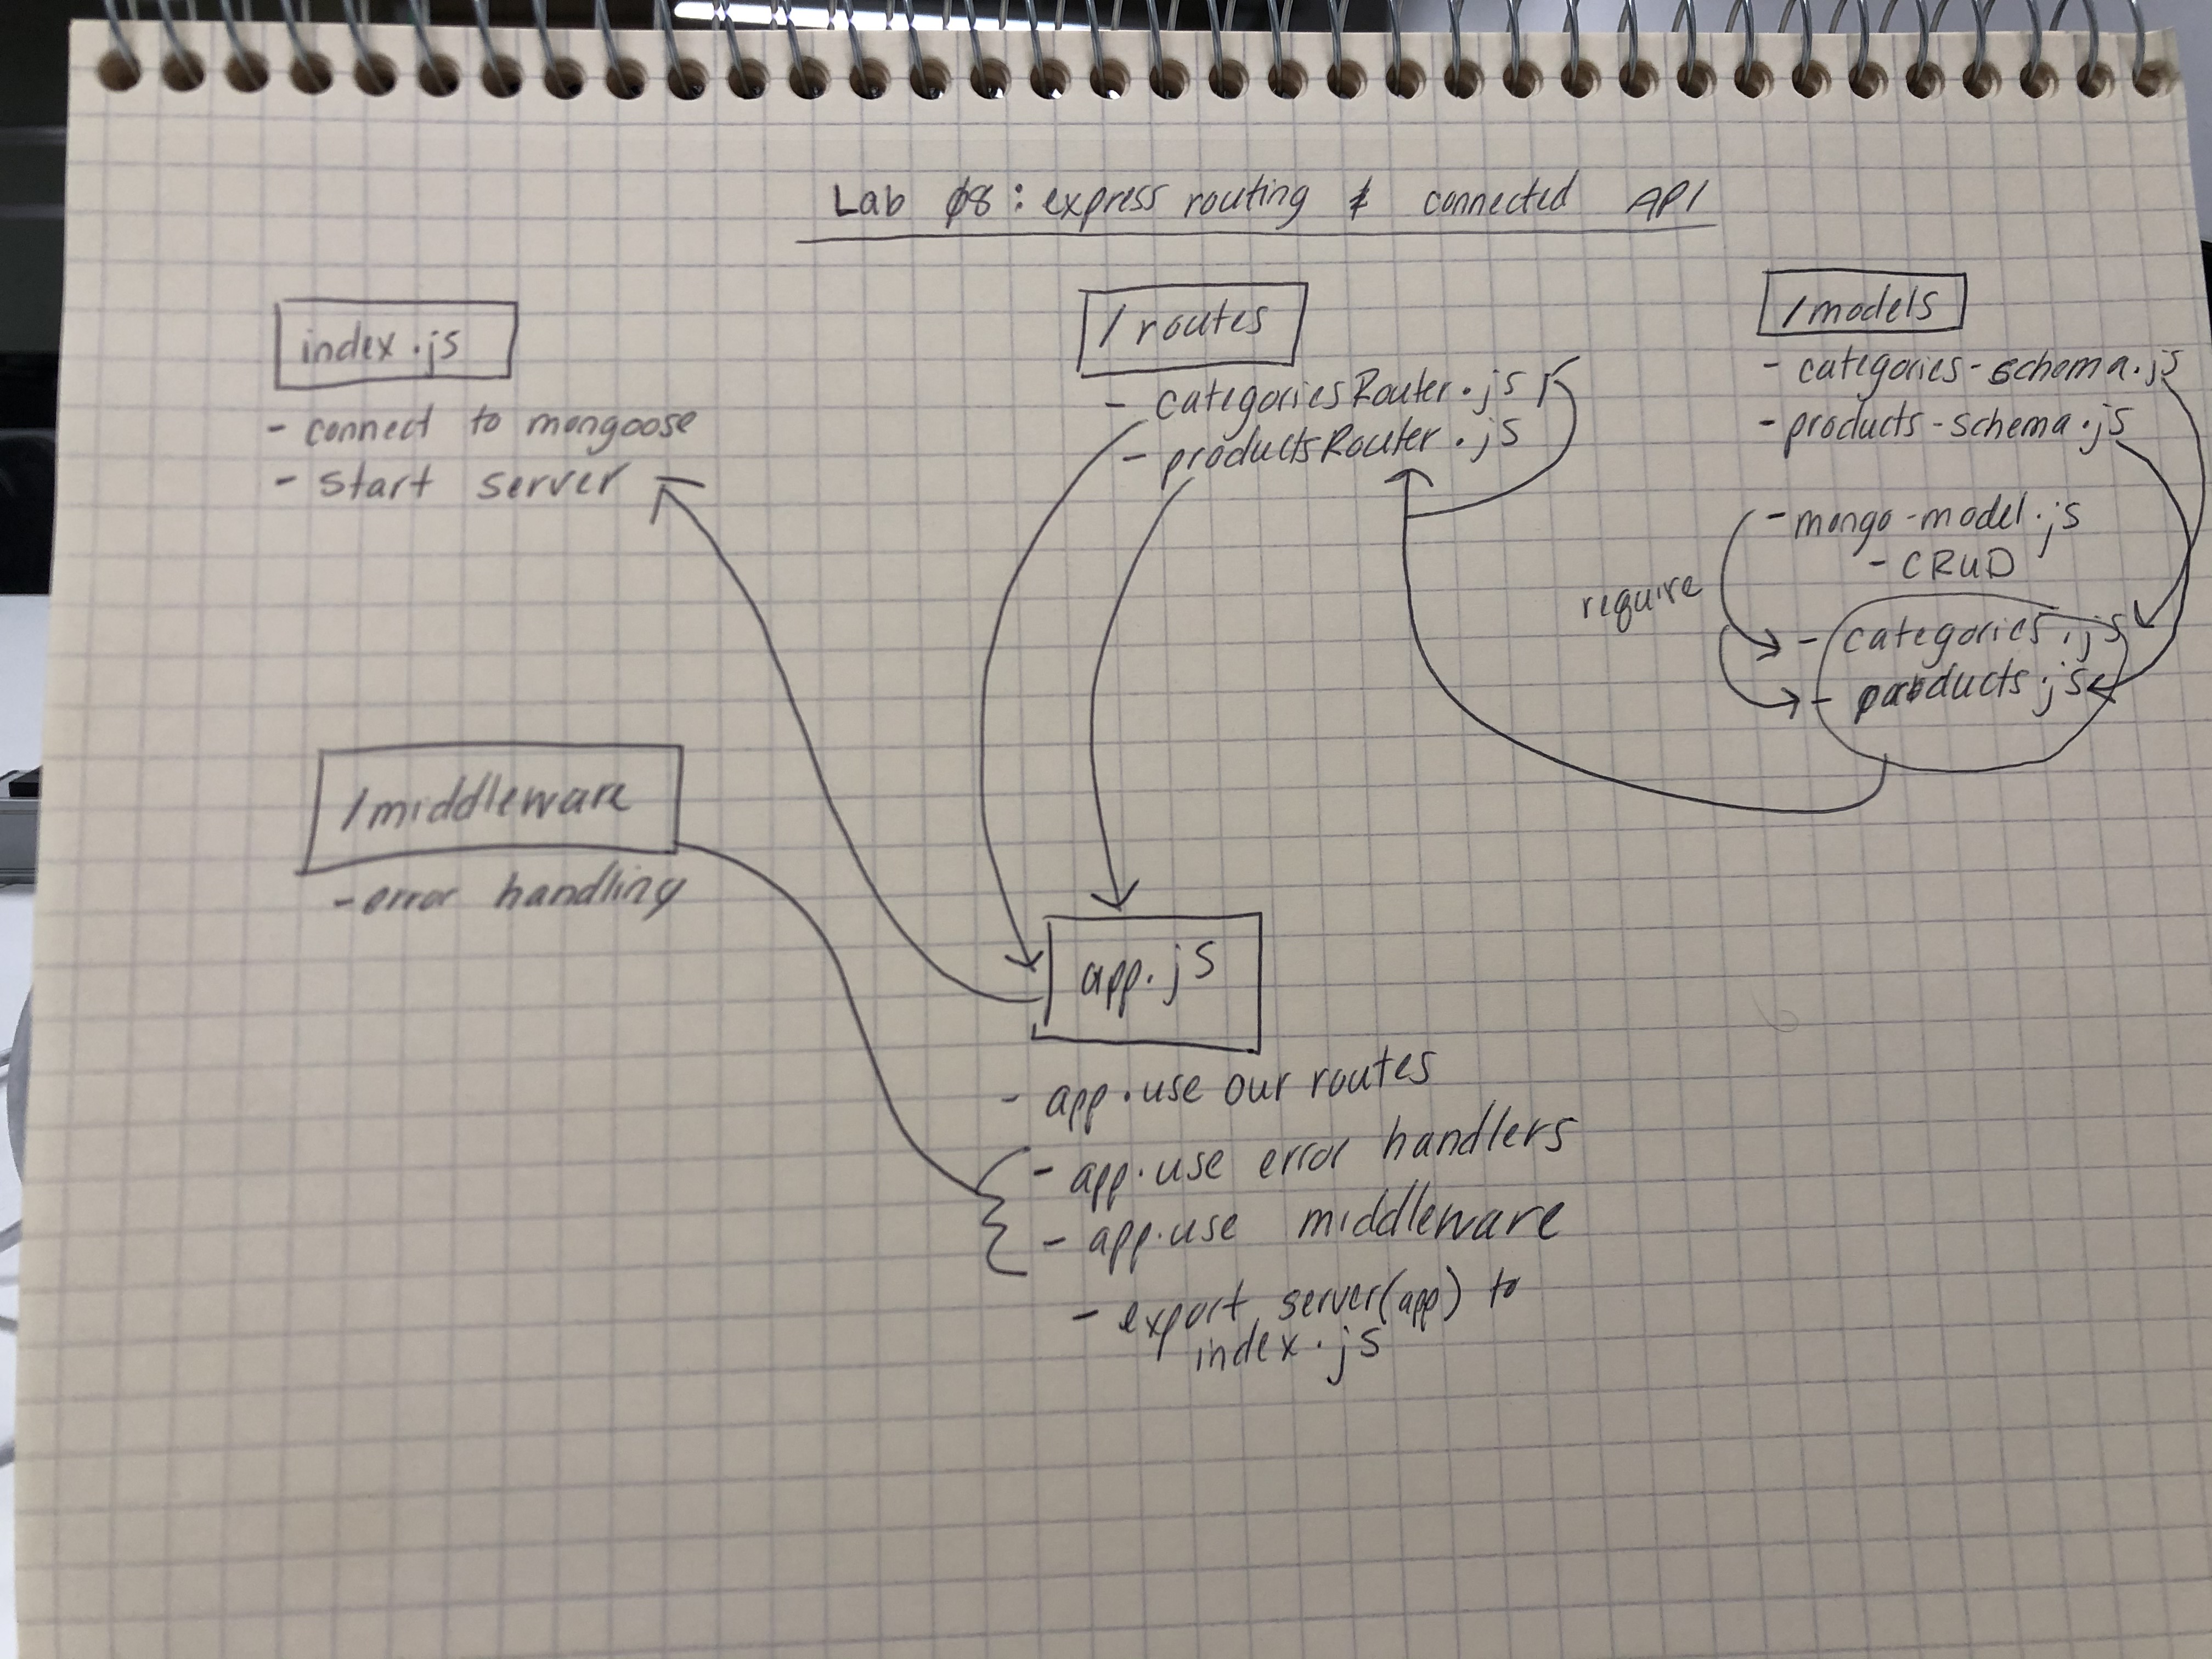 Lab 08: express routing & connected API
index.js
- connect to mongoose
- start server
/middleware
- error handling
/routes
- categoriesRouter.js
- productsRouter.js
/models
- categories-schema.js
- products-schema.js
- mongo-model.js
- CRUD
require
- categories.js
- products.js
app.js
- app.use our routes
- app.use error handlers
- app.use middleware
- export server(app) to
index.js